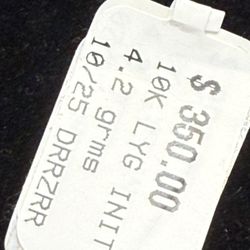 $ 350.00
10K LYG INIT
4.2 grms
10/25 DRRZRR